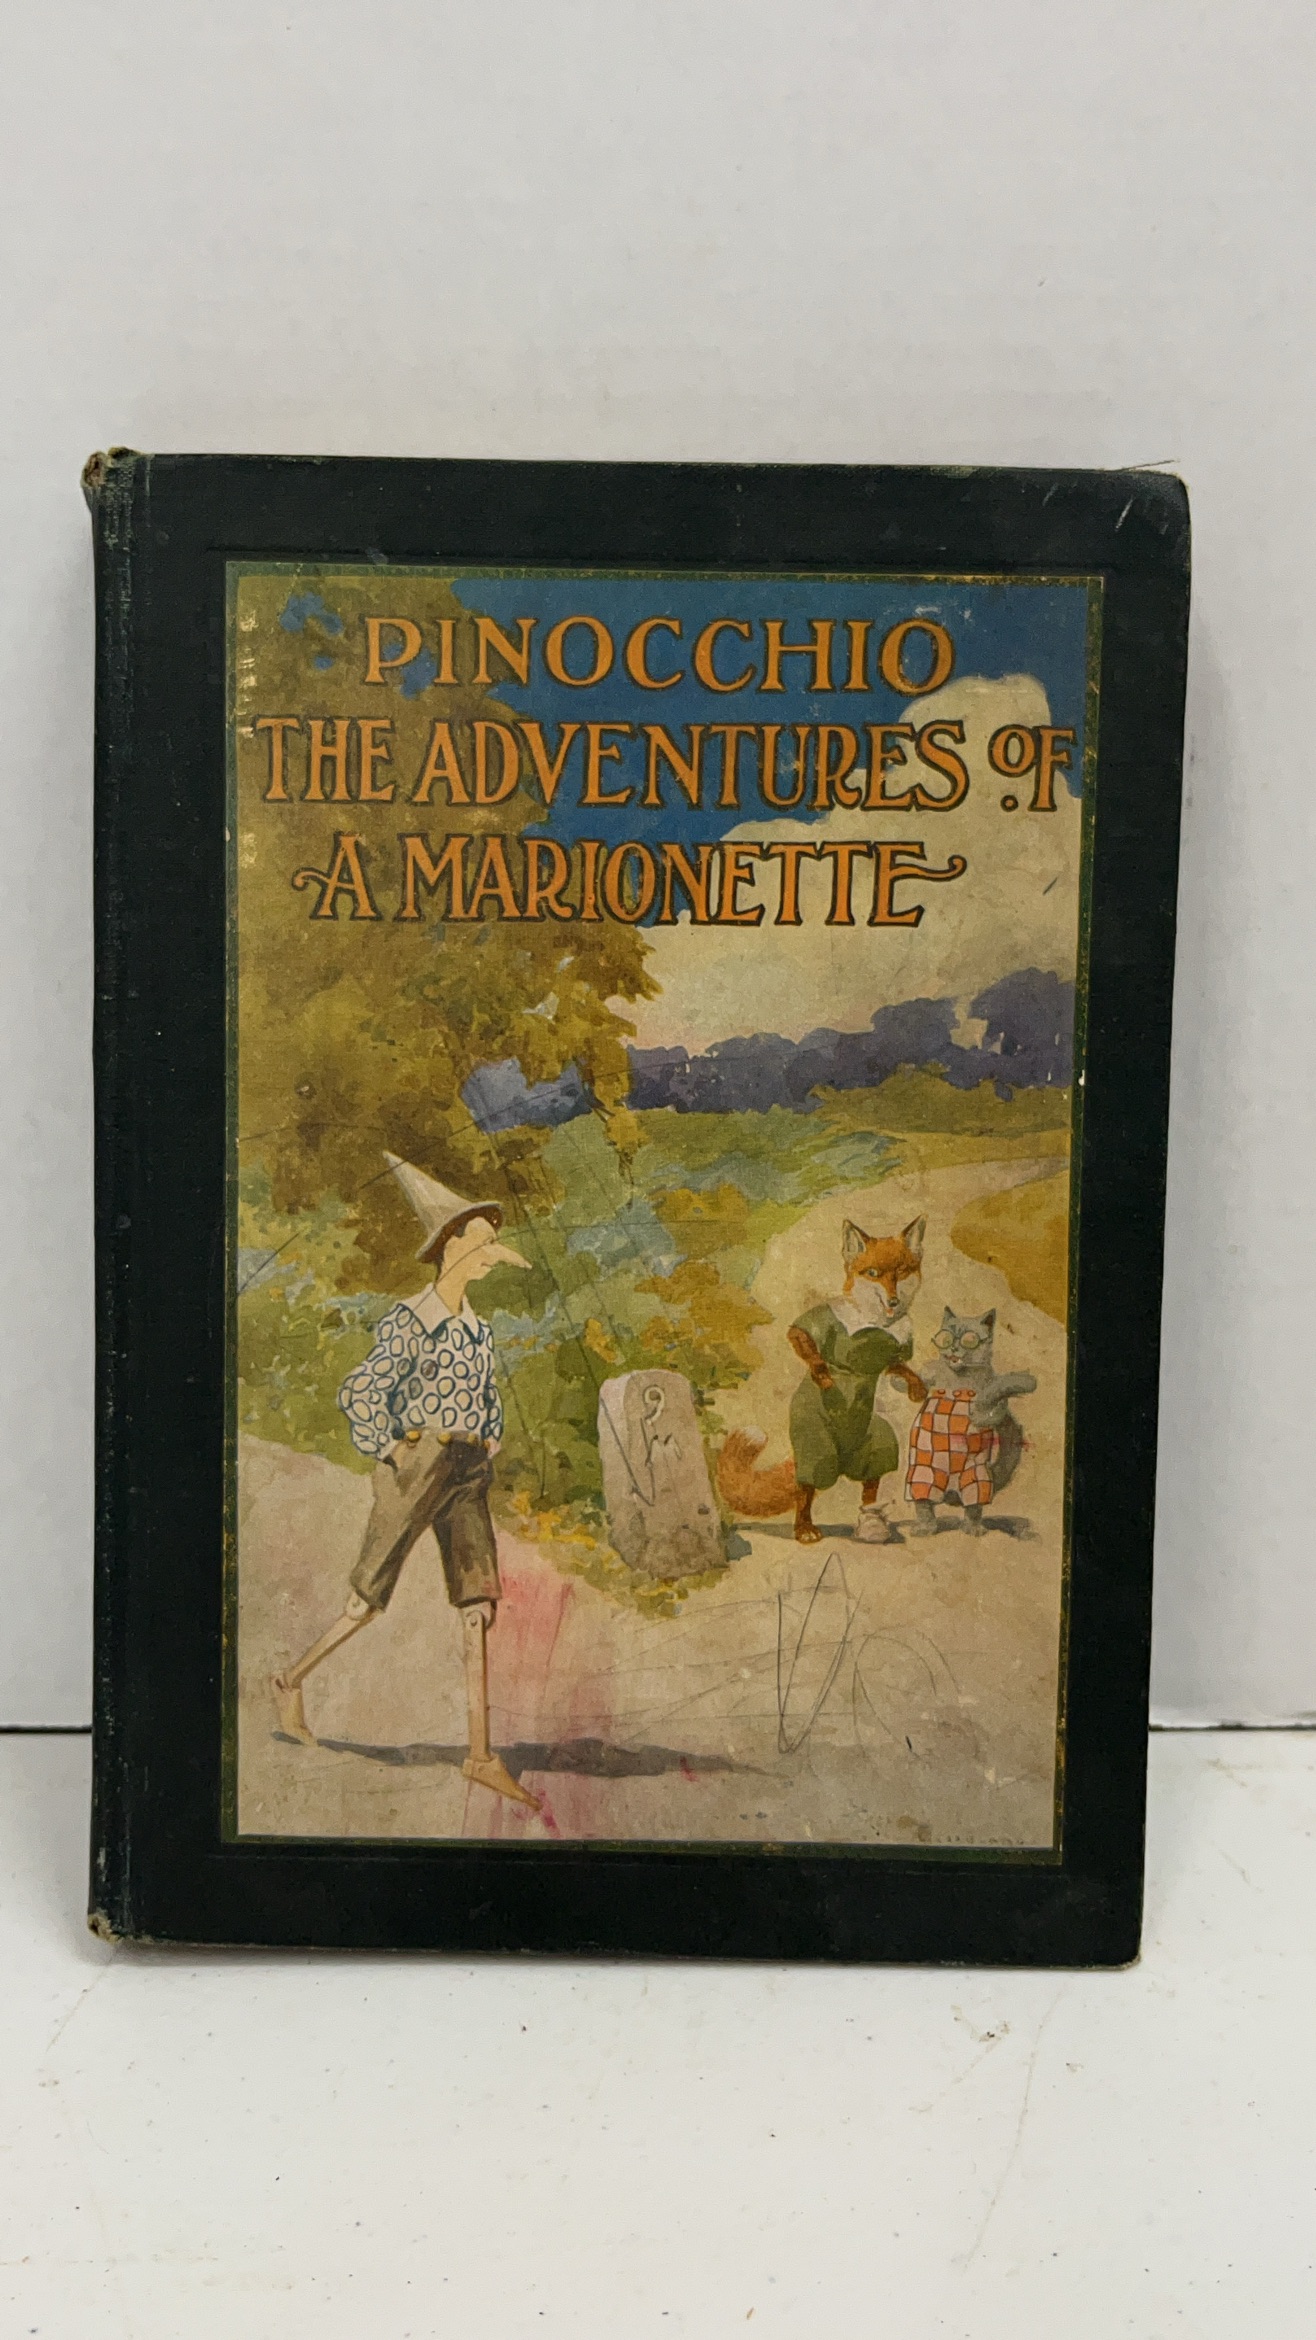 PINOCCHIO
THE ADVENTURES OF
A MARIONETTE